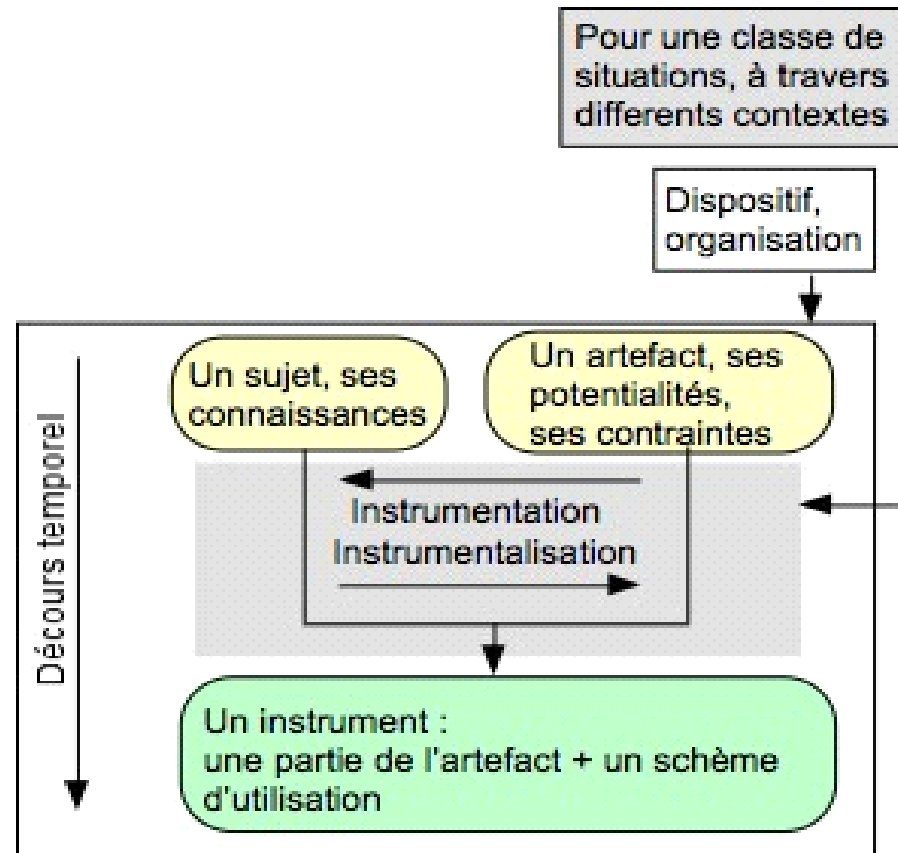 Pour une classe de
situations, à travers
differents contextes
Dispositif,
organisation
Un sujet, ses
connaissances
Un artefact, ses
potentialités,
ses contraintes
Décours temporel
Instrumentation
Instrumentalisation
Un instrument :
une partie de l'artefact + un schème
d'utilisation